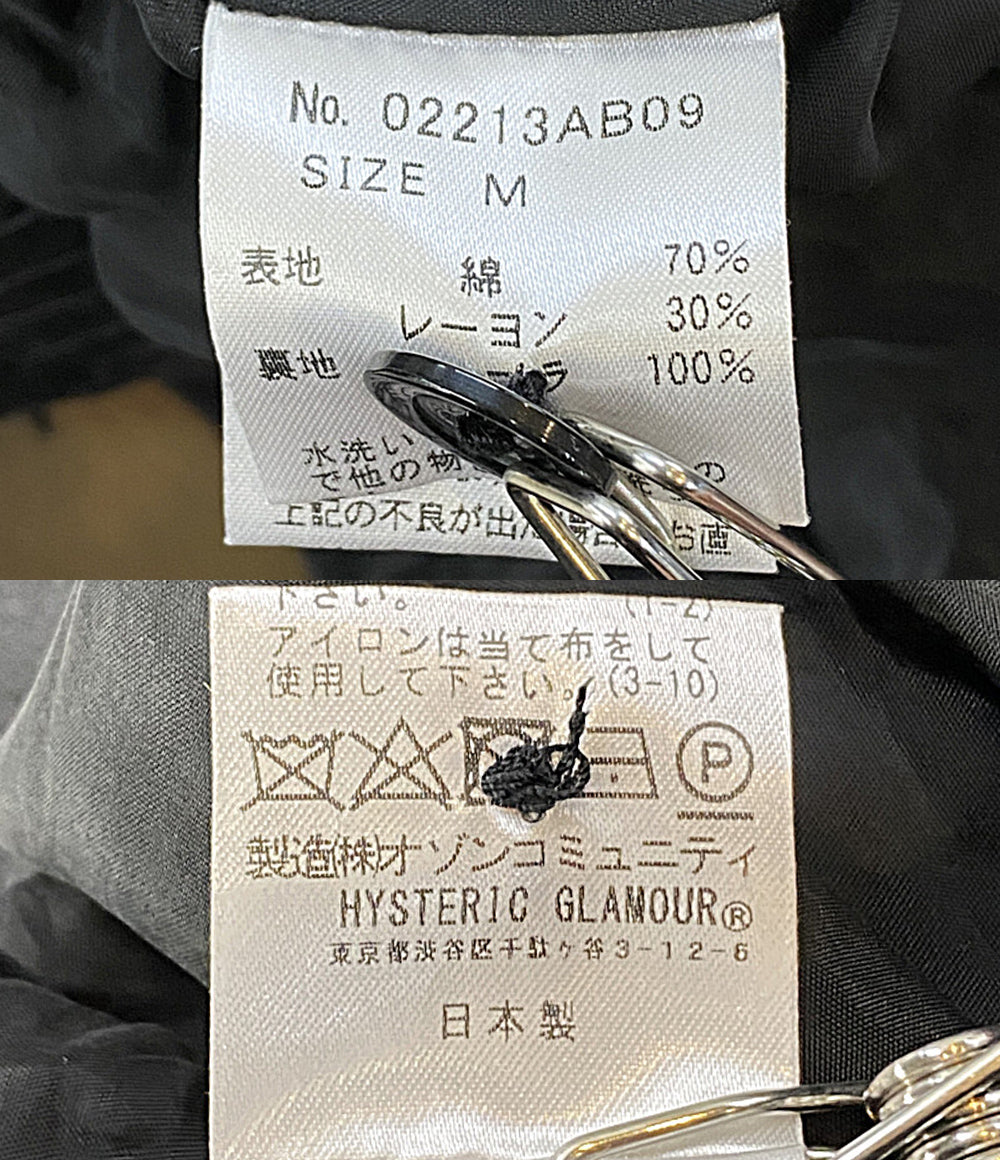 No. 02213AB09
SIZE M
表地 綿 70%
レーヨン 30%
裏地 100%
水洗い
で他の物 の
上記の不良が出
下さい。 (1-2)
アイロンは当て布をして
使用して下さい。(3-10)
P
製造(株)オゾンコミュニティ
HYSTERIC GLAMOUR®
東京都渋谷区千駄ヶ谷3-12-6
日本製